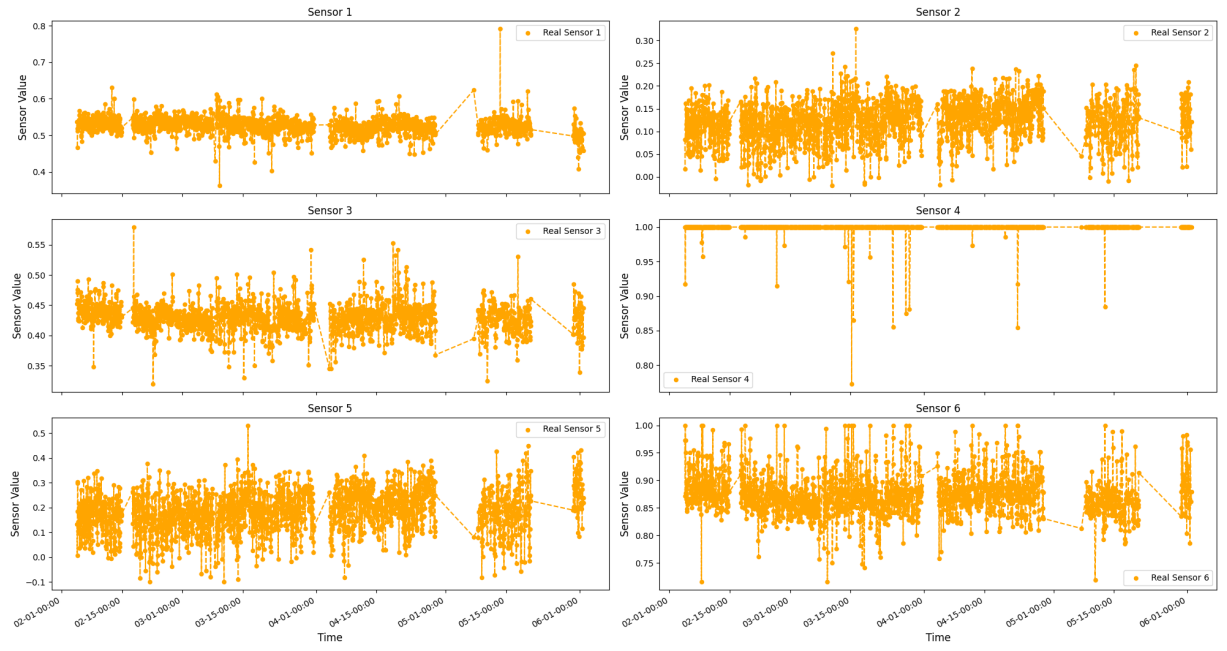 Sensor 1
Sensor Value
0.8
0.7
0.6
0.5
0.4
Real Sensor 1
Sensor 2
Sensor Value
0.30
0.25
0.20
0.15
0.10
0.05
0.00
Real Sensor 2
Sensor 3
Sensor Value
0.55
0.50
0.45
0.40
0.35
Real Sensor 3
Sensor 4
Sensor Value
1.00
0.95
0.90
0.85
0.80
Real Sensor 4
Sensor 5
Sensor Value
0.5
0.4
0.3
0.2
0.1
0.0
−0.1
Real Sensor 5
02-01-00:00
02-15-00:00
03-01-00:00
03-15-00:00
04-01-00:00
04-15-00:00
05-01-00:00
05-15-00:00
06-01-00:00
Time
Sensor 6
Sensor Value
1.00
0.95
0.90
0.85
0.80
0.75
Real Sensor 6
02-01-00:00
02-15-00:00
03-01-00:00
03-15-00:00
04-01-00:00
04-15-00:00
05-01-00:00
05-15-00:00
06-01-00:00
Time